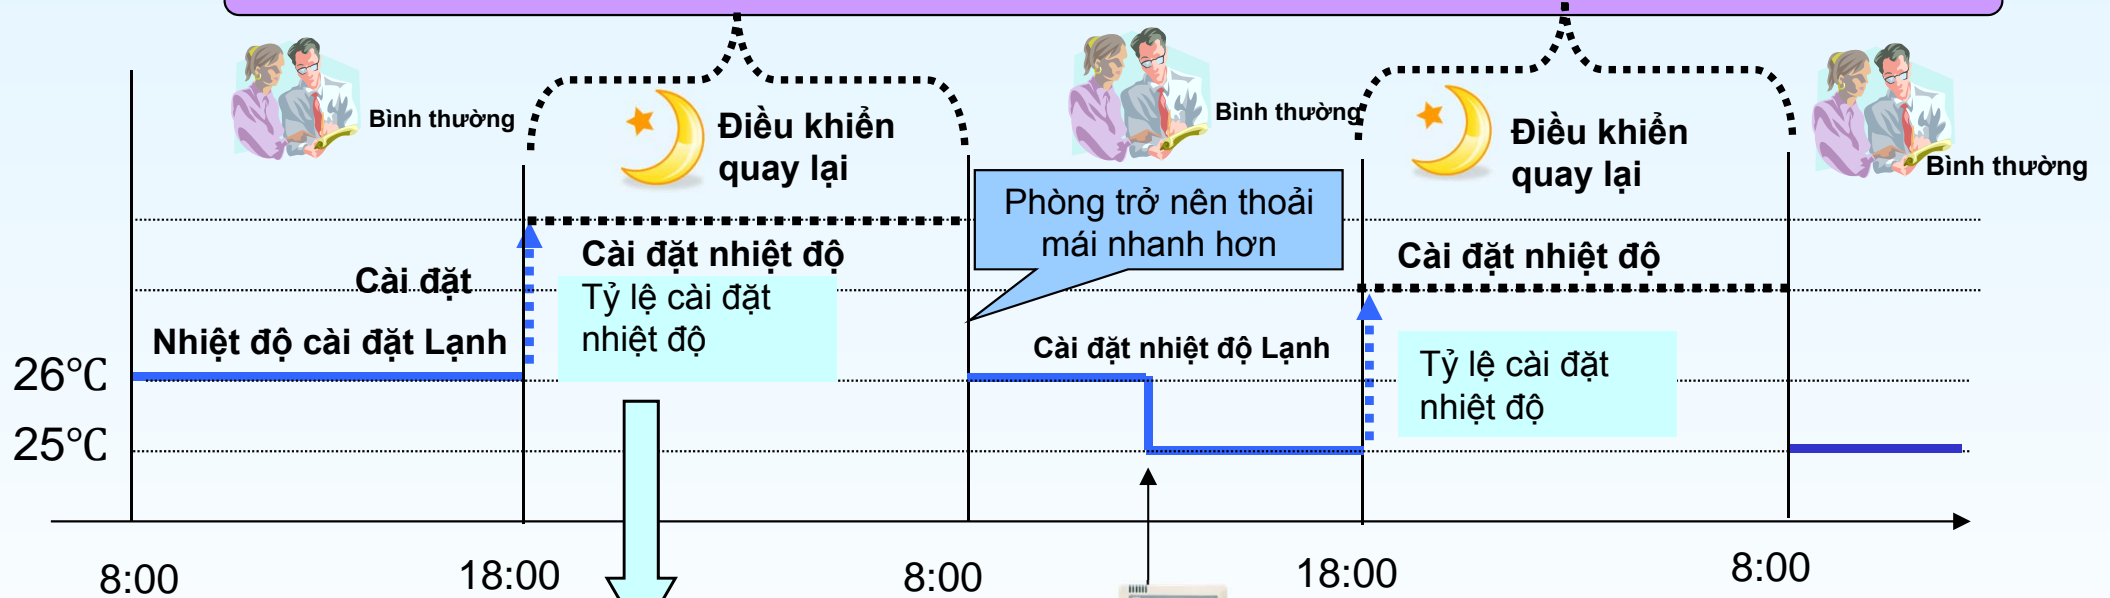 Bình thường
Điều khiển
quay lại
Bình thường
Điều khiển
quay lại
Bình thường
Phòng trở nên thoải
mái nhanh hơn
Cài đặt nhiệt độ
Cài đặt nhiệt độ
Cài đặt
Tỷ lệ cài đặt
nhiệt độ
Nhiệt độ cài đặt Lạnh
Cài đặt nhiệt độ Lạnh
Tỷ lệ cài đặt
nhiệt độ
26°C
25°C
8:00
18:00
8:00
18:00
8:00